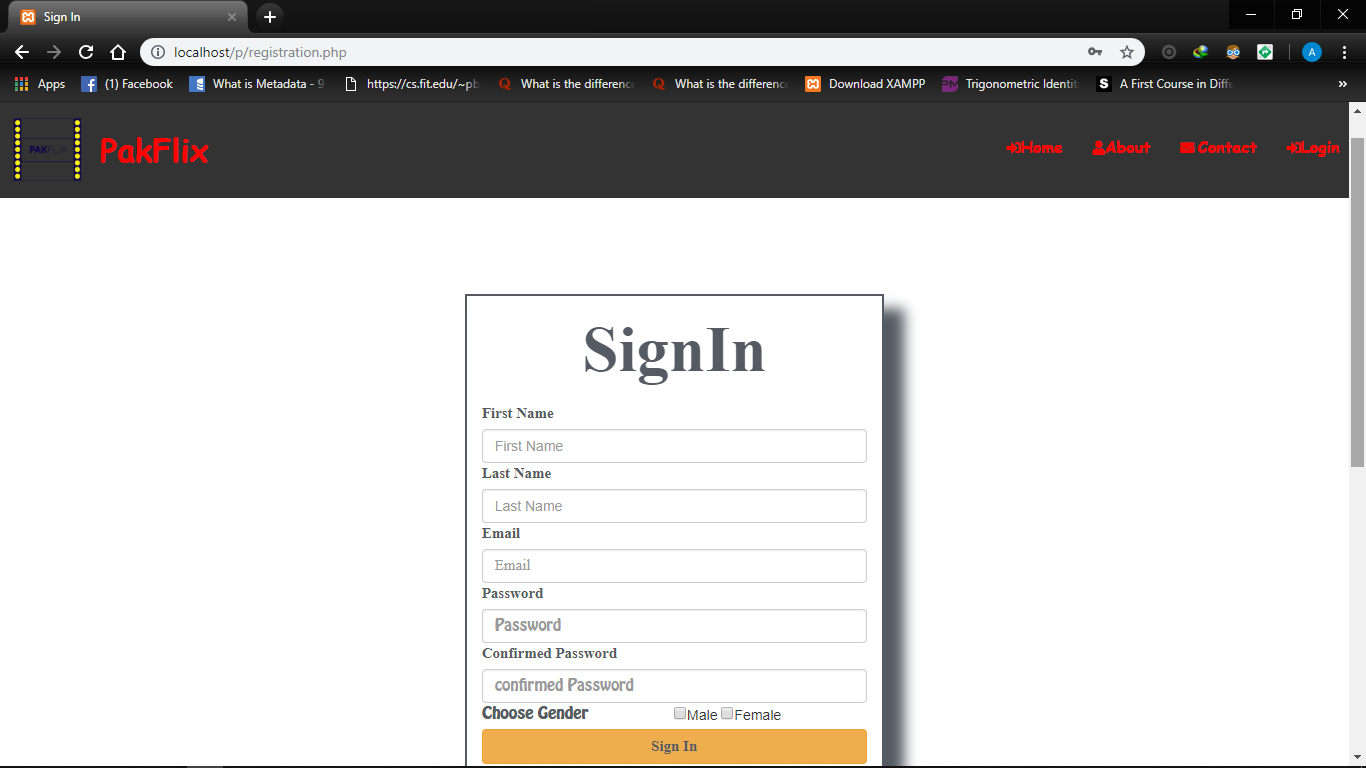 Sign In
localhost/p/registration.php
A
Apps (1) Facebook What is Metadata - 9 https://cs.fit.edu/~pb What is the difference What is the difference Download XAMPP Trigonometric Identit A First Course in Diffe »
PAKFLIX PakFlix Home About Contact Login
SignIn
First Name
First Name
Last Name
Last Name
Email
Email
Password
Password
Confirmed Password
confirmed Password
Choose Gender Male Female
Sign In